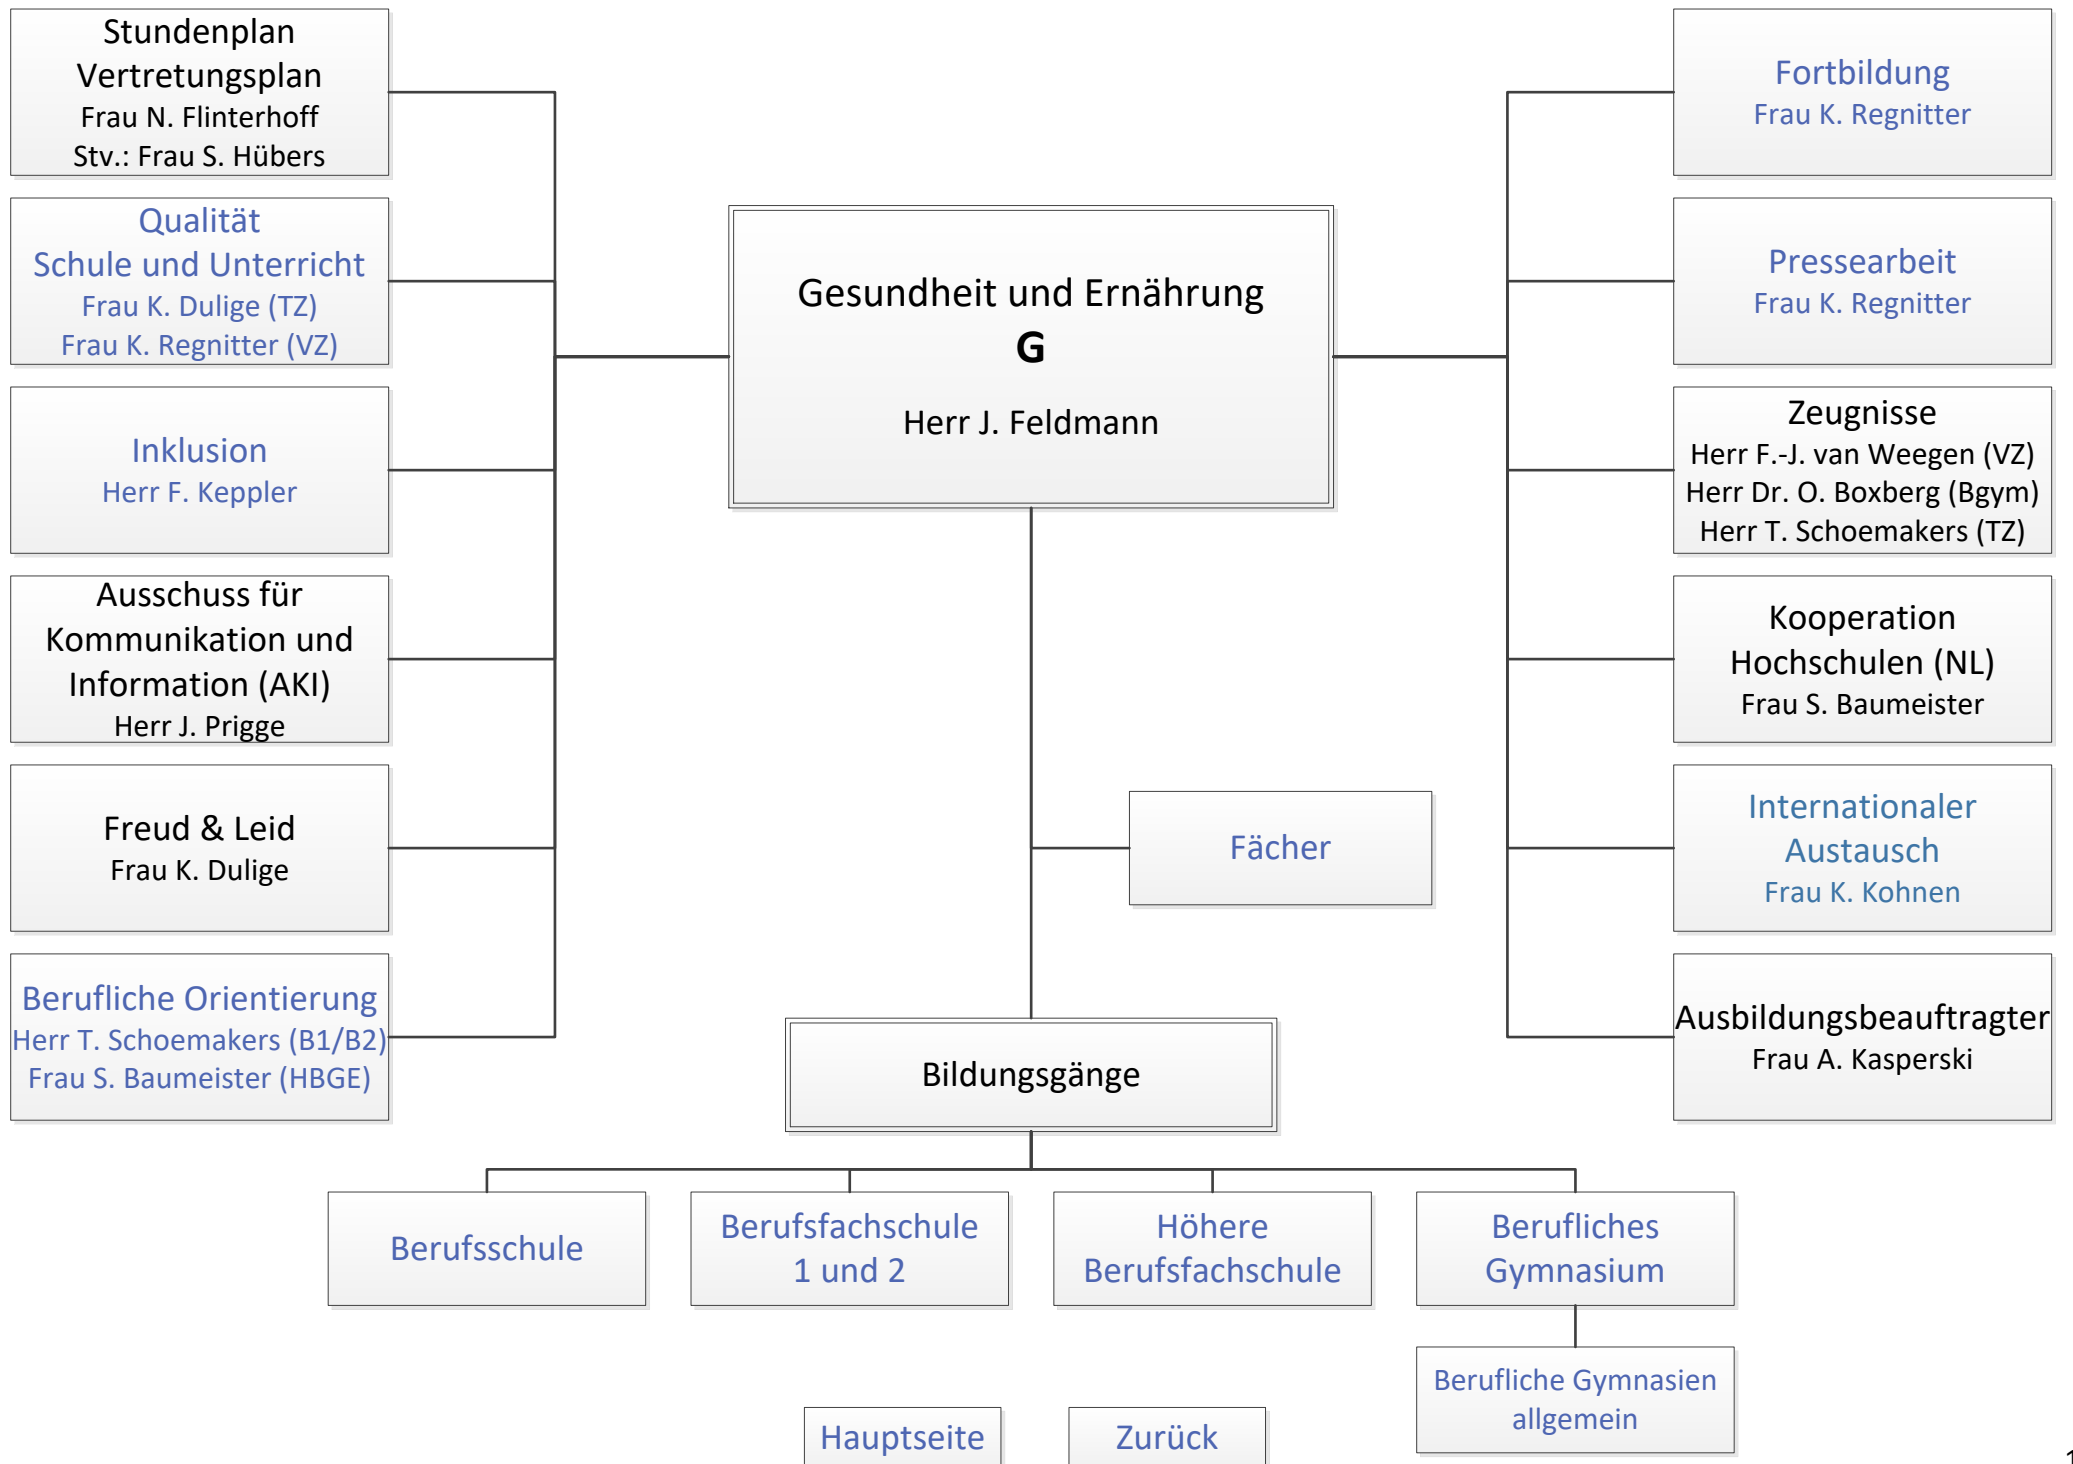 Stundenplan
Vertretungsplan
Frau N. Flinterhoff
Stv.: Frau S. Hübers
Qualität
Schule und Unterricht
Frau K. Dulige (TZ)
Frau K. Regnitter (VZ)
Inklusion
Herr F. Keppler
Ausschuss für
Kommunikation und
Information (AKI)
Herr J. Prigge
Freud & Leid
Frau K. Dulige
Berufliche Orientierung
Herr T. Schoemakers (B1/B2)
Frau S. Baumeister (HBGE)
Gesundheit und Ernährung
G
Herr J. Feldmann
Fächer
Fortbildung
Frau K. Regnitter
Pressearbeit
Frau K. Regnitter
Zeugnisse
Herr F.-J. van Weegen (VZ)
Herr Dr. O. Boxberg (Bgym)
Herr T. Schoemakers (TZ)
Kooperation
Hochschulen (NL)
Frau S. Baumeister
Internationaler
Austausch
Frau K. Kohnen
Ausbildungsbeauftragter
Frau A. Kasperski
Bildungsgänge
Berufsschule
Berufsfachschule
1 und 2
Höhere
Berufsfachschule
Berufliches
Gymnasium
Berufliche Gymnasien
allgemein
Hauptseite
Zurück
1